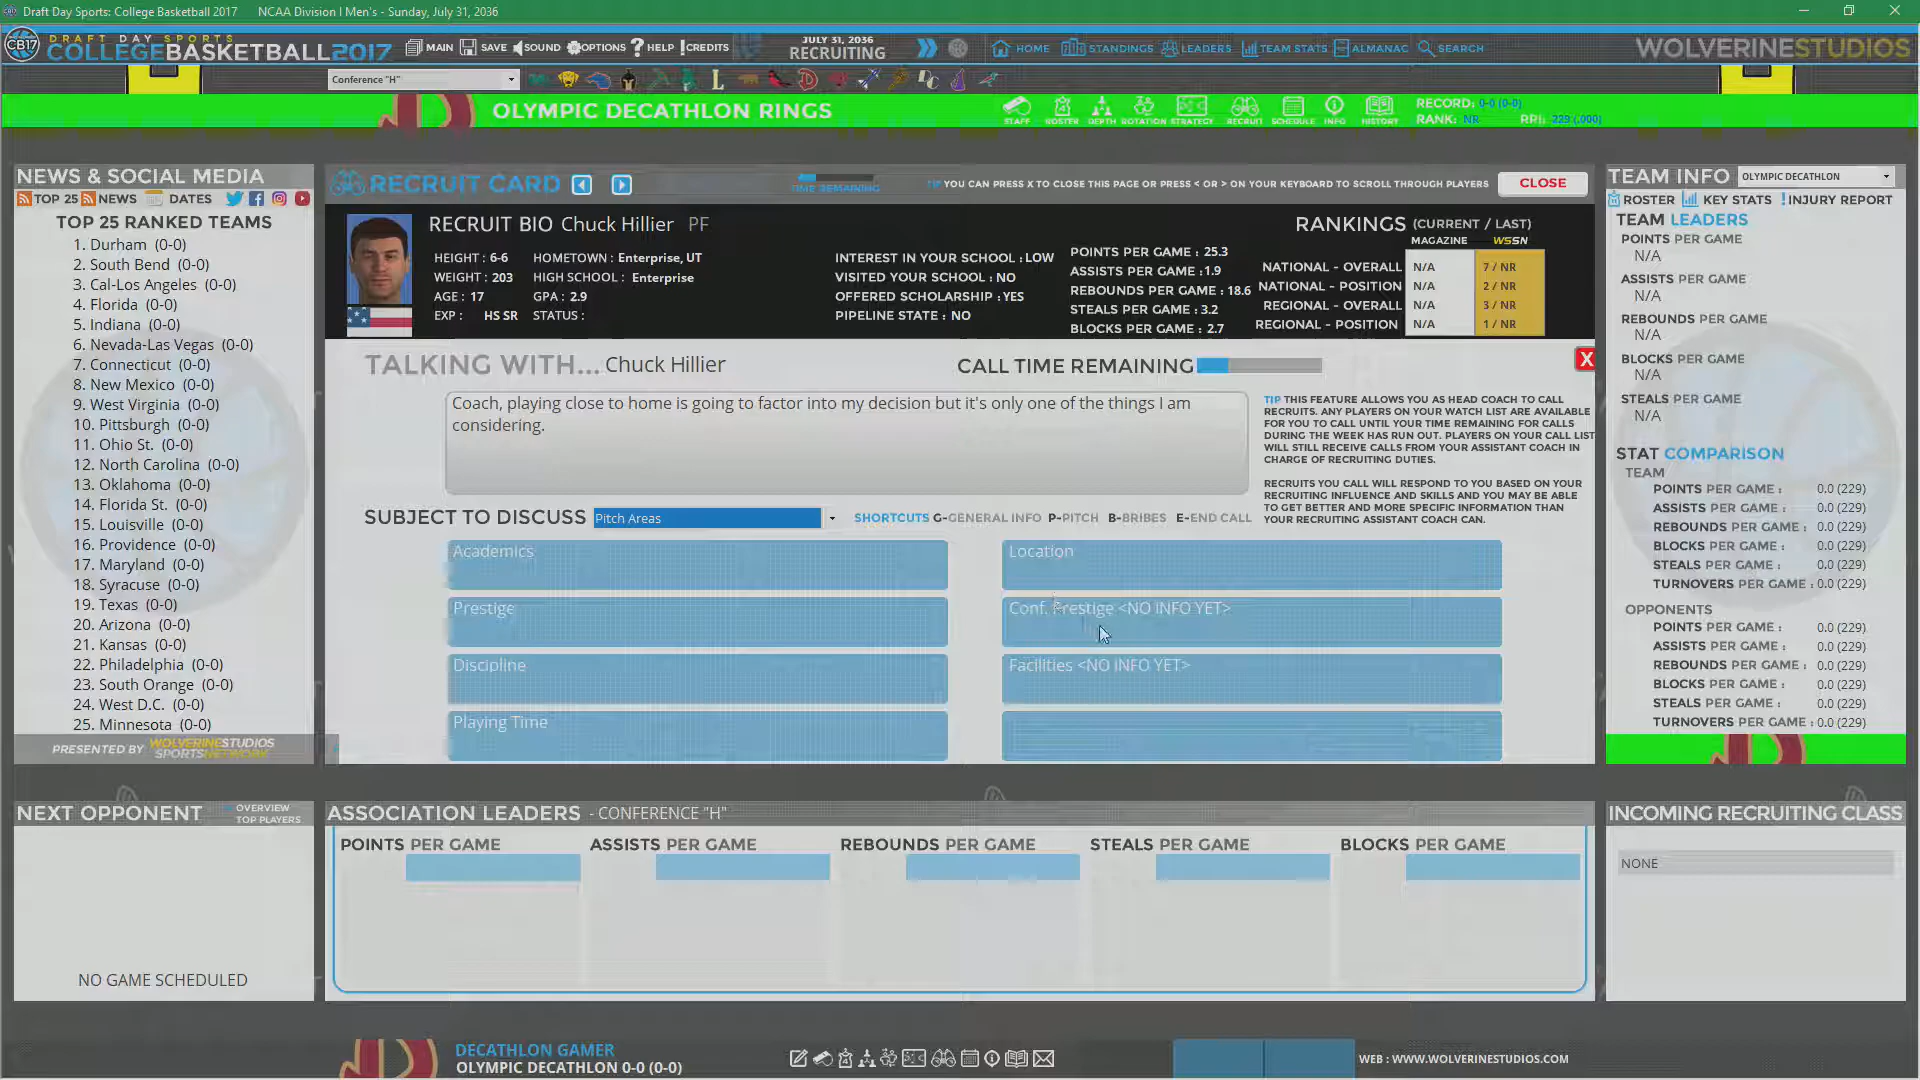 Draft Day Sports: College Basketball 2017 NCAA Division I Men's - Sunday, July 31, 2036
CB17 DRAFT DAY SPORTS
COLLEGEBASKETBALL2017
MAIN SAVE SOUND OPTIONS HELP CREDITS
JULY 31, 2036
RECRUITING
HOME STANDINGS LEADERS TEAM STATS ALMANAC SEARCH
WOLVERINESTUDIOS
Conference "H"
OLYMPIC DECATHLON RINGS
STAFF ROSTER DEPTH ROTATION STRATEGY RECRUIT SCHEDULE INFO HISTORY
RECORD: 0-0 (0-0)
RANK: NR RPI: 229 (.000)
NEWS & SOCIAL MEDIA
TOP 25 NEWS DATES
TOP 25 RANKED TEAMS
1. Durham (0-0)
2. South Bend (0-0)
3. Cal-Los Angeles (0-0)
4. Florida (0-0)
5. Indiana (0-0)
6. Nevada-Las Vegas (0-0)
7. Connecticut (0-0)
8. New Mexico (0-0)
9. West Virginia (0-0)
10. Pittsburgh (0-0)
11. Ohio St. (0-0)
12. North Carolina (0-0)
13. Oklahoma (0-0)
14. Florida St. (0-0)
15. Louisville (0-0)
16. Providence (0-0)
17. Maryland (0-0)
18. Syracuse (0-0)
19. Texas (0-0)
20. Arizona (0-0)
21. Kansas (0-0)
22. Philadelphia (0-0)
23. South Orange (0-0)
24. West D.C. (0-0)
25. Minnesota (0-0)
PRESENTED BY WOLVERINESTUDIOS
SPORTSNETWORK
RECRUIT CARD
TIME REMAINING
TIP YOU CAN PRESS X TO CLOSE THIS PAGE OR PRESS < OR > ON YOUR KEYBOARD TO SCROLL THROUGH PLAYERS
CLOSE
RECRUIT BIO Chuck Hillier PF
HEIGHT : 6-6
WEIGHT : 203
AGE : 17
EXP : HS SR
HOMETOWN : Enterprise, UT
HIGH SCHOOL : Enterprise
GPA : 2.9
STATUS :
INTEREST IN YOUR SCHOOL : LOW
VISITED YOUR SCHOOL : NO
OFFERED SCHOLARSHIP : YES
PIPELINE STATE : NO
POINTS PER GAME : 25.3
ASSISTS PER GAME : 1.9
REBOUNDS PER GAME : 18.6
STEALS PER GAME : 3.2
BLOCKS PER GAME : 2.7
RANKINGS (CURRENT / LAST)
MAGAZINE WSSN
NATIONAL - OVERALL N/A 7 / NR
NATIONAL - POSITION N/A 2 / NR
REGIONAL - OVERALL N/A 3 / NR
REGIONAL - POSITION N/A 1 / NR
TALKING WITH... Chuck Hillier
CALL TIME REMAINING
X
Coach, playing close to home is going to factor into my decision but it's only one of the things I am
considering.
TIP THIS FEATURE ALLOWS YOU AS HEAD COACH TO CALL
RECRUITS. ANY PLAYERS ON YOUR WATCH LIST ARE AVAILABLE
FOR YOU TO CALL UNTIL YOUR TIME REMAINING FOR CALLS
DURING THE WEEK HAS RUN OUT. PLAYERS ON YOUR CALL LIST
WILL STILL RECEIVE CALLS FROM YOUR ASSISTANT COACH IN
CHARGE OF RECRUITING DUTIES.
RECRUITS YOU CALL WILL RESPOND TO YOU BASED ON YOUR
RECRUITING INFLUENCE AND SKILLS AND YOU MAY BE ABLE
TO GET BETTER AND MORE SPECIFIC INFORMATION THAN
YOUR RECRUITING ASSISTANT COACH CAN.
SUBJECT TO DISCUSS Pitch Areas
SHORTCUTS G-GENERAL INFO P-PITCH B-BRIBES E-END CALL
Academics
Location
Prestige
Conf. Prestige <NO INFO YET>
Discipline
Facilities <NO INFO YET>
Playing Time
TEAM INFO OLYMPIC DECATHLON
ROSTER KEY STATS INJURY REPORT
TEAM LEADERS
POINTS PER GAME
N/A
ASSISTS PER GAME
N/A
REBOUNDS PER GAME
N/A
BLOCKS PER GAME
N/A
STEALS PER GAME
N/A
STAT COMPARISON
TEAM
POINTS PER GAME : 0.0 (229)
ASSISTS PER GAME : 0.0 (229)
REBOUNDS PER GAME : 0.0 (229)
BLOCKS PER GAME : 0.0 (229)
STEALS PER GAME : 0.0 (229)
TURNOVERS PER GAME : 0.0 (229)
OPPONENTS
POINTS PER GAME : 0.0 (229)
ASSISTS PER GAME : 0.0 (229)
REBOUNDS PER GAME : 0.0 (229)
BLOCKS PER GAME : 0.0 (229)
STEALS PER GAME : 0.0 (229)
TURNOVERS PER GAME : 0.0 (229)
NEXT OPPONENT
OVERVIEW
TOP PLAYERS
NO GAME SCHEDULED
ASSOCIATION LEADERS - CONFERENCE "H"
POINTS PER GAME ASSISTS PER GAME REBOUNDS PER GAME STEALS PER GAME BLOCKS PER GAME
INCOMING RECRUITING CLASS
NONE
DECATHLON GAMER
OLYMPIC DECATHLON 0-0 (0-0)
WEB : WWW.WOLVERINESTUDIOS.COM